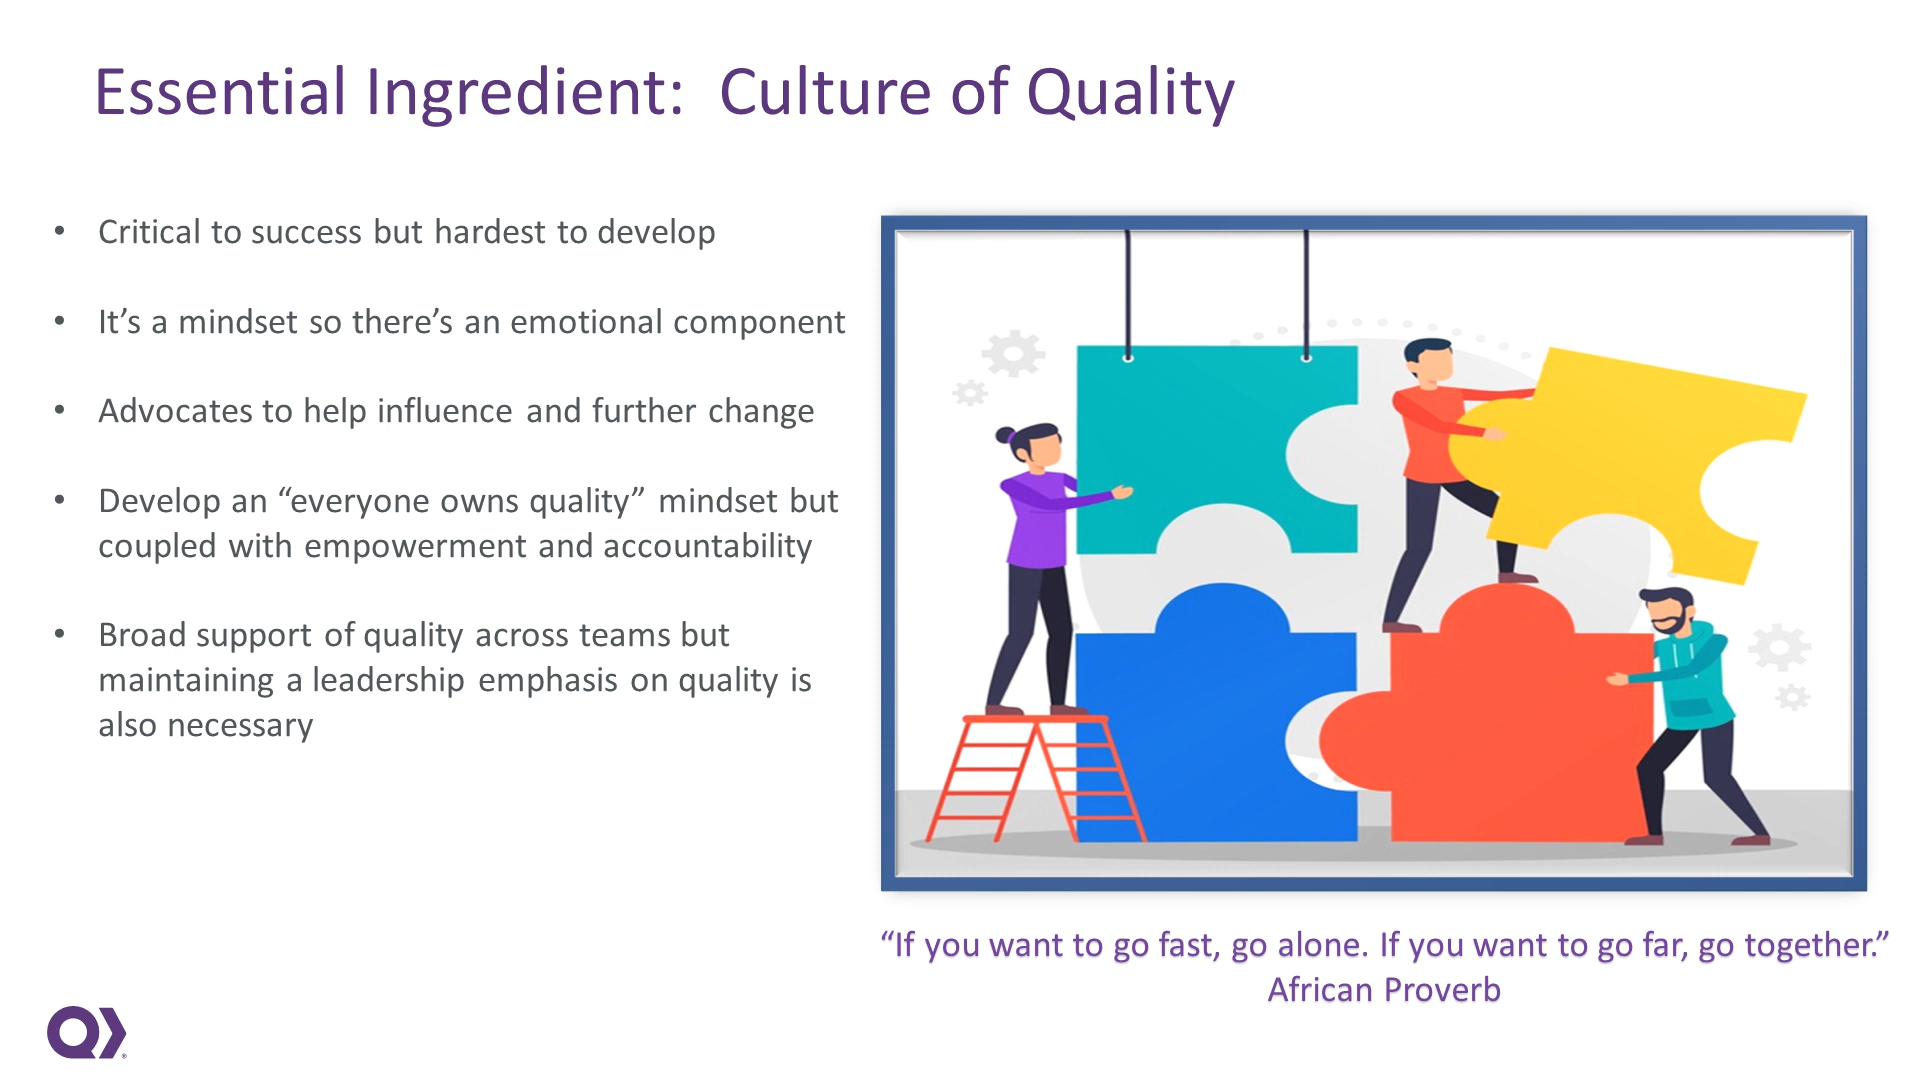 Essential Ingredient:  Culture of Quality
• Critical to success but hardest to develop
• It’s a mindset so there’s an emotional component
• Advocates to help influence and further change
• Develop an “everyone owns quality” mindset but
coupled with empowerment and accountability
• Broad support of quality across teams but
maintaining a leadership emphasis on quality is
also necessary
“If you want to go fast, go alone. If you want to go far, go together.”
African Proverb